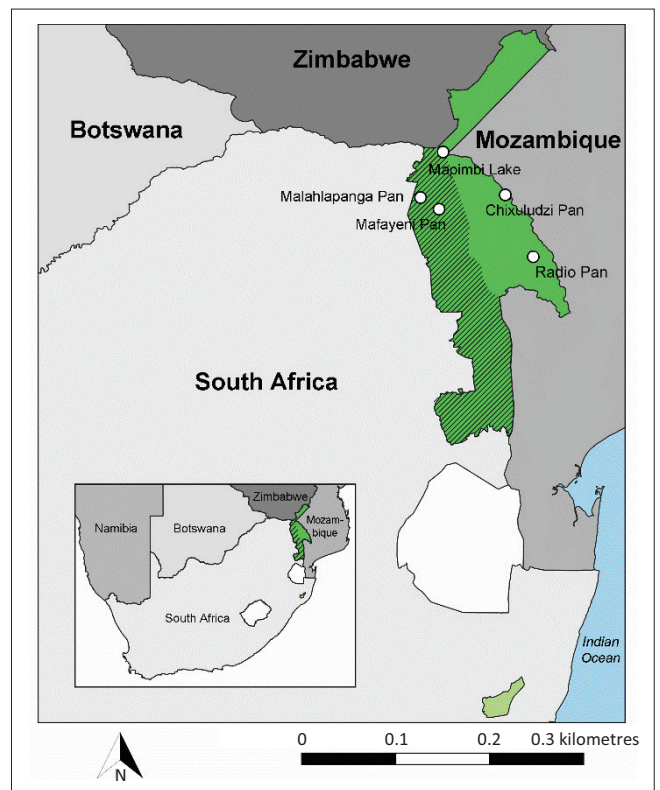 Zimbabwe
Botswana
Mozambique
Mapimbi Lake
Malahlapanga Pan
Chixuludzi Pan
Mafayeni Pan
Radio Pan
South Africa
Zimbabwe
Namibia
Botswana
Mozam-
bique
South Africa
Indian
Ocean
N
0 0.1 0.2 0.3 kilometres